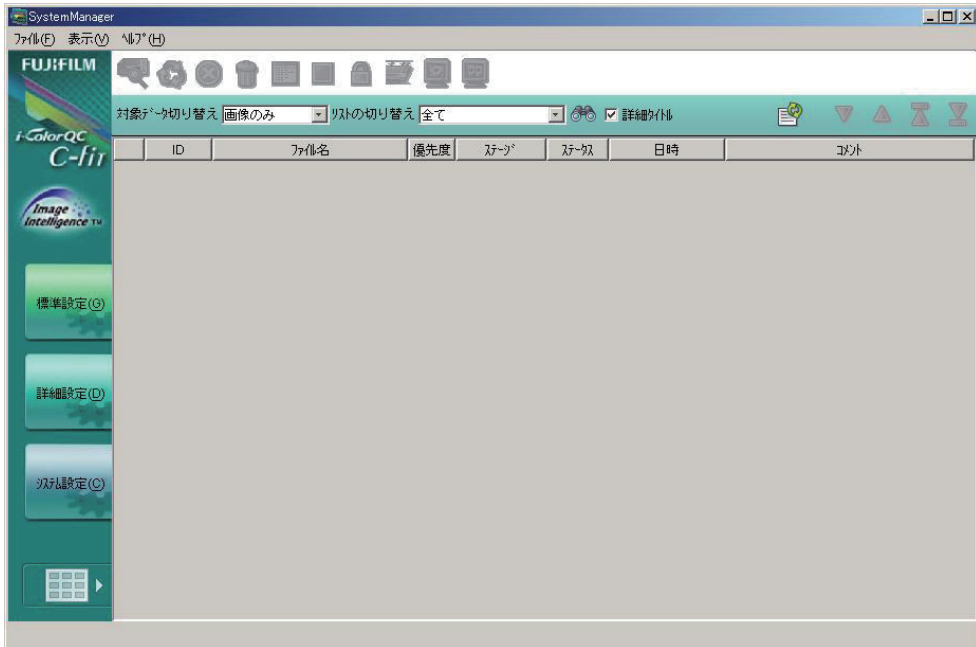 SystemManager
ﾌｧｲﾙ(F) 表示(V) ﾍﾙﾌﾟ(H)
FUJIFILM
対象ﾃﾞｰﾀ切り替え 画像のみ ﾘｽﾄの切り替え 全て 詳細ﾀｲﾄﾙ
i-ColorQC
C-fit
ID ﾌｧｲﾙ名 優先度 ｽﾃｰｼﾞ ｽﾃｰﾀｽ 日時 ｺﾒﾝﾄ
Image
Intelligence TM
標準設定(G)
詳細設定(D)
ｼｽﾃﾑ設定(C)